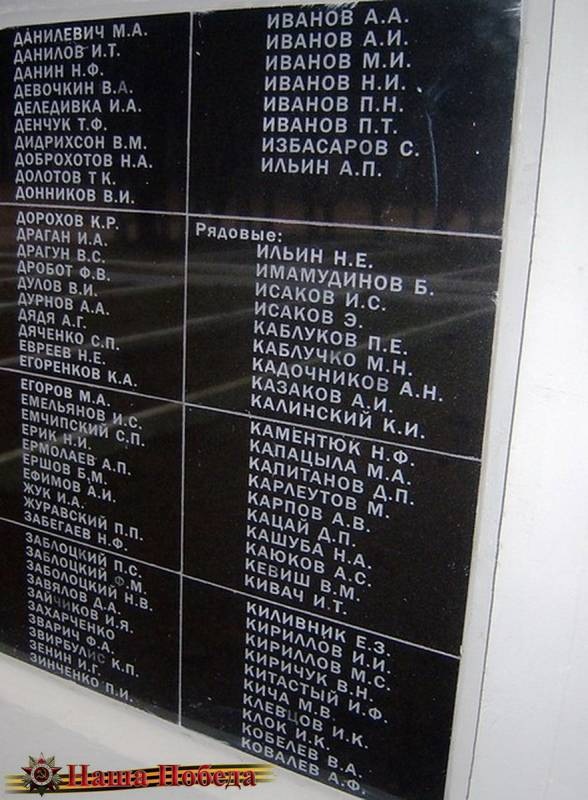 ДАНИЛЕВИЧ М.А.
ДАНИЛОВ И.Т.
ДАНИН Н.Ф.
ДЕВОЧКИН В.А.
ДЕЛЕДИВКА И.А.
ДЕНЧУК Т.Ф.
ДИДРИХСОН В.М.
ДОБРОХОТОВ Н.А.
ДОЛОТОВ Т К.
ДОННИКОВ В.И.
ДОРОХОВ К.Р.
ДРАГАН И.А.
ДРАГУН В.С.
ДРОБОТ Ф.В.
ДУЛОВ В.И.
ДУРНОВ А.А.
ДЯДЯ А.Г.
ДЯЧЕНКО С.П.
ЕВРЕЕВ Н.Е.
ЕГОРЕНКОВ К.А.
ЕГОРОВ М.А.
ЕМЕЛЬЯНОВ И.С.
ЕМЧИПСКИЙ С.П.
ЕРИК Н.И.
ЕРМОЛАЕВ А.П.
ЕРШОВ Б.М.
ЕФИМОВ А.И.
ЖУК И.А.
ЖУРАВСКИЙ П.П.
ЗАБЕГАЕВ Н.Ф.
ЗАБЛОЦКИЙ П.С.
ЗАБЛОЦКИЙ Ф.М.
ЗАВОЛОЦКИЙ Н.В.
ЗАВЯЛОВ Д.А.
ЗАЙЧИКОВ И.Я.
ЗАХАРЧЕНКО
ЗВАРИЧ Ф.А.
ЗВИРБУЛИС К.П.
ЗЕНИН И.Г.
ЗИНЧЕНКО П.И.
ИВАНОВ А.А.
ИВАНОВ А.И.
ИВАНОВ М.И.
ИВАНОВ Н.И.
ИВАНОВ П.Н.
ИВАНОВ П.Т.
ИЗБАСАРОВ С.
ИЛЬИН А.П.
Рядовые:
ИЛЬИН Н.Е.
ИМАМУДИНОВ Б.
ИСАКОВ И.С.
ИСАКОВ Э.
КАБЛУКОВ П.Е.
КАБЛУЧКО М.Н.
КАДОЧНИКОВ А.Н.
КАЗАКОВ А.И.
КАЛИНСКИЙ К.И.
КАМЕНТЮК Н.Ф.
КАПАЦЫЛА М.А.
КАПИТАНОВ Д.П.
КАРЛЕУТОВ М.
КАРПОВ А.В.
КАЦАЙ Д.П.
КАШУБА Н.А.
КАЮКОВ А.С.
КЕВИШ В.М.
КИВАЧ И.Т.
КИЛИВНИК Е.З.
КИРИЛЛОВ И.И.
КИРИЛЛОВ М.С.
КИРИЧУК В.Н.
КИТАСТЫЙ И.Ф.
КИЧА М.В.
КЛЕВЦОВ И.К.
КЛОК И.К.
КОБЕЛЕВ В.А.
КОВАЛЕВ А.Ф.
Наша Победа